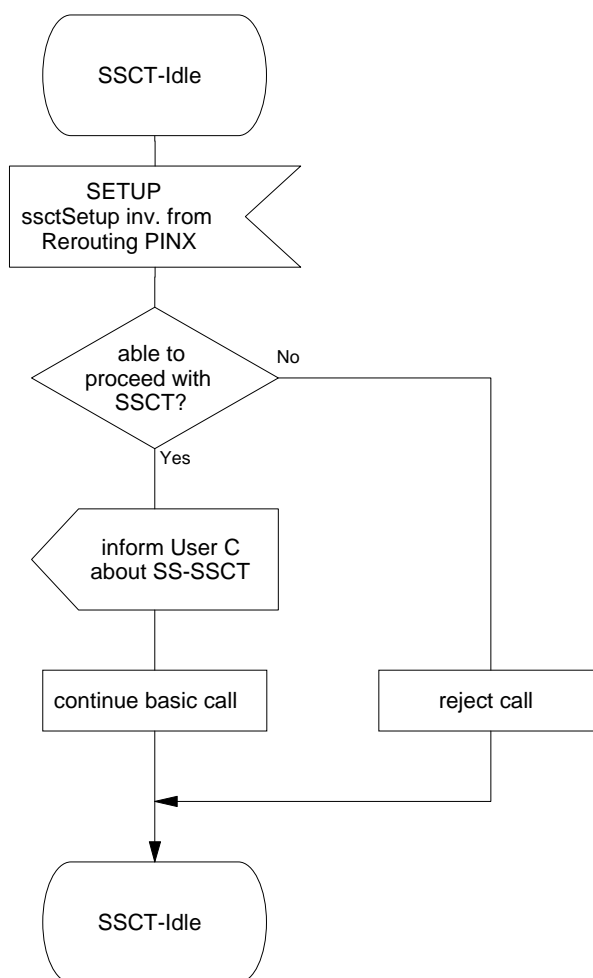 SSCT-Idle
SETUP
ssctSetup inv. from
Rerouting PINX
able to
proceed with
SSCT?
No
Yes
inform User C
about SS-SSCT
continue basic call
reject call
SSCT-Idle